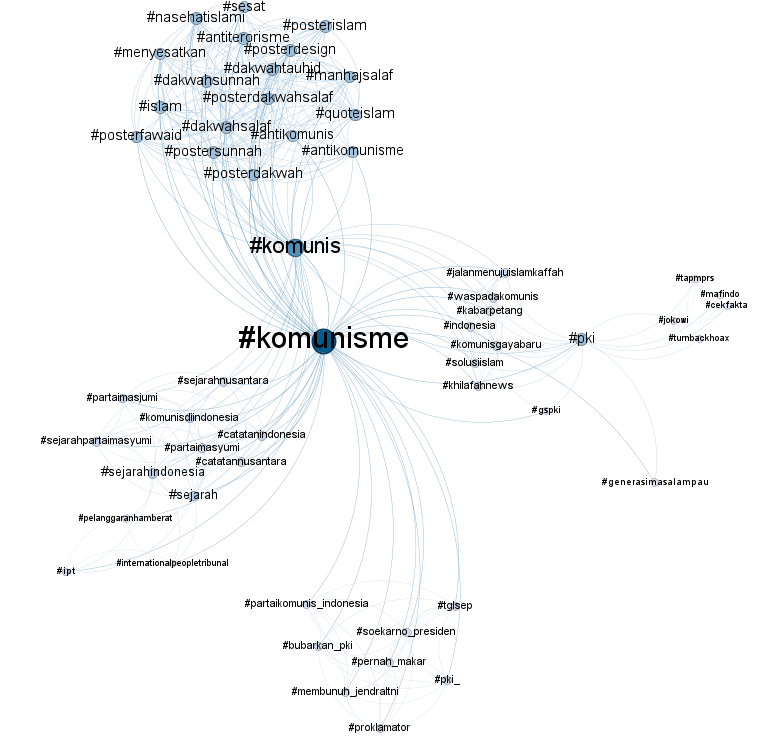 #sesat
#nasehatislami
#posterislam
#antiterorisme
#posterdesign
#menyesatkan
#dakwahtauhid
#manhajsalaf
#dakwahsunnah
#posterdakwahsalaf
#islam
#quoteislam
#dakwahsalaf
#posterfawaid
#antikomunis
#postersunnah
#antikomunisme
#posterdakwah
#komunis
#jalanmenujuislamkaffah
#tapmprs
#mafindo
#waspadakomunis
#cekfakta
#kabarpetang
#jokowi
#indonesia
#komunisme
#pki
#turnbackhoax
#komunisgayabaru
#solusiislam
#sejarahnusantara
#khilafahnews
#partaimasjumi
#gspki
#komunisdiindonesia
#catatanindonesia
#sejarahpartaimasyumi
#partaimasyumi
#catatannusantara
#sejarahindonesia
#generasimasalampau
#sejarah
#pelanggaranhamberat
#internationalpeopletribunal
#ipt
#partaikomunis_indonesia
#tglsep
#soekarno_presiden
#bubarkan_pki
#pernah_makar
#pki_
#membunuh_jendraltni
#proklamator